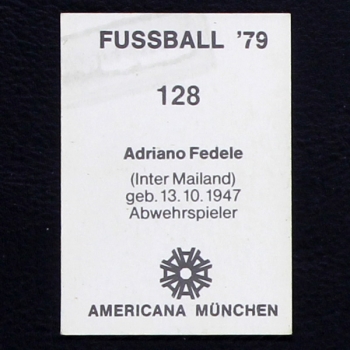 FUSSBALL '79
128
Adriano Fedele
(Inter Mailand)
geb. 13. 10. 1947
Abwehrspieler
AMERICANA MÜNCHEN